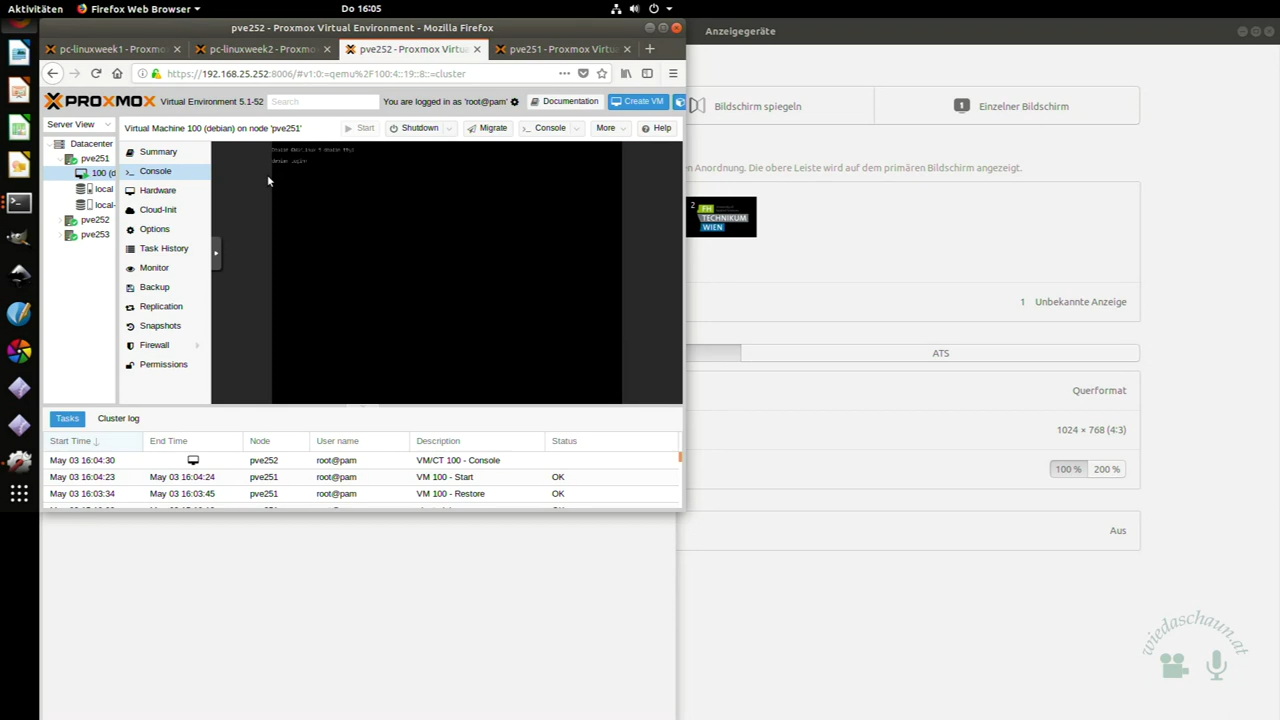 Aktivitäten
Firefox Web Browser
Do 16:05
pve252 - Proxmox Virtual Environment - Mozilla Firefox
Anzeigegeräte
pc-linuxweek1 - Proxmo
pc-linuxweek2 - Proxmo
pve252 - Proxmox Virtu
pve251 - Proxmox Virtu
https://192.168.25.252:8006/#v1:0:=qemu%2F100:4::19::8::=cluster
PROXMOX Virtual Environment 5.1-52
Search
You are logged in as 'root@pam'
Documentation
Create VM
Bildschirm spiegeln
1 Einzelner Bildschirm
Server View
Virtual Machine 100 (debian) on node 'pve251'
Start
Shutdown
Migrate
Console
More
Help
Datacenter
pve251
100 (d
local
local-
pve252
pve253
Summary
Console
Hardware
Cloud-Init
Options
Task History
Monitor
Backup
Replication
Snapshots
Firewall
Permissions
debian login:
en Anordnung. Die obere Leiste wird auf dem primären Bildschirm angezeigt.
2
FH
TECHNIKUM
WIEN
1 Unbekannte Anzeige
ATS
Querformat
1024 × 768 (4:3)
100 % 200 %
Aus
Tasks
Cluster log
Start Time End Time Node User name Description Status
May 03 16:04:30 pve252 root@pam VM/CT 100 - Console
May 03 16:04:23 May 03 16:04:24 pve251 root@pam VM 100 - Start OK
May 03 16:03:34 May 03 16:03:45 pve251 root@pam VM 100 - Restore OK
wiedaschaun.at